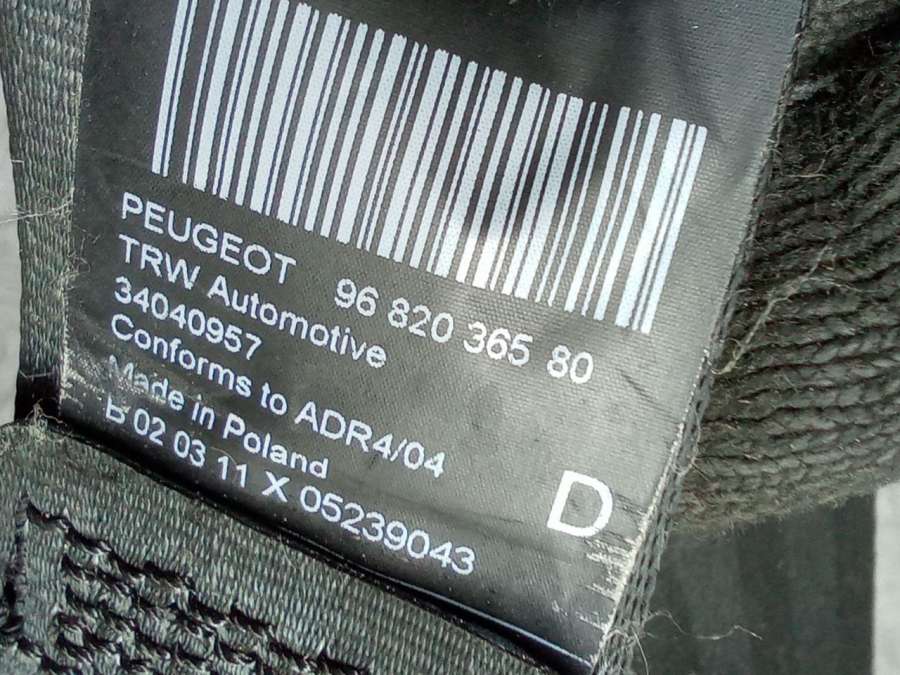 PEUGEOT 96 820 365 80
TRW Automotive
34040957
Conforms to ADR4/04
Made in Poland
B 02 03 11 X 05239043
D